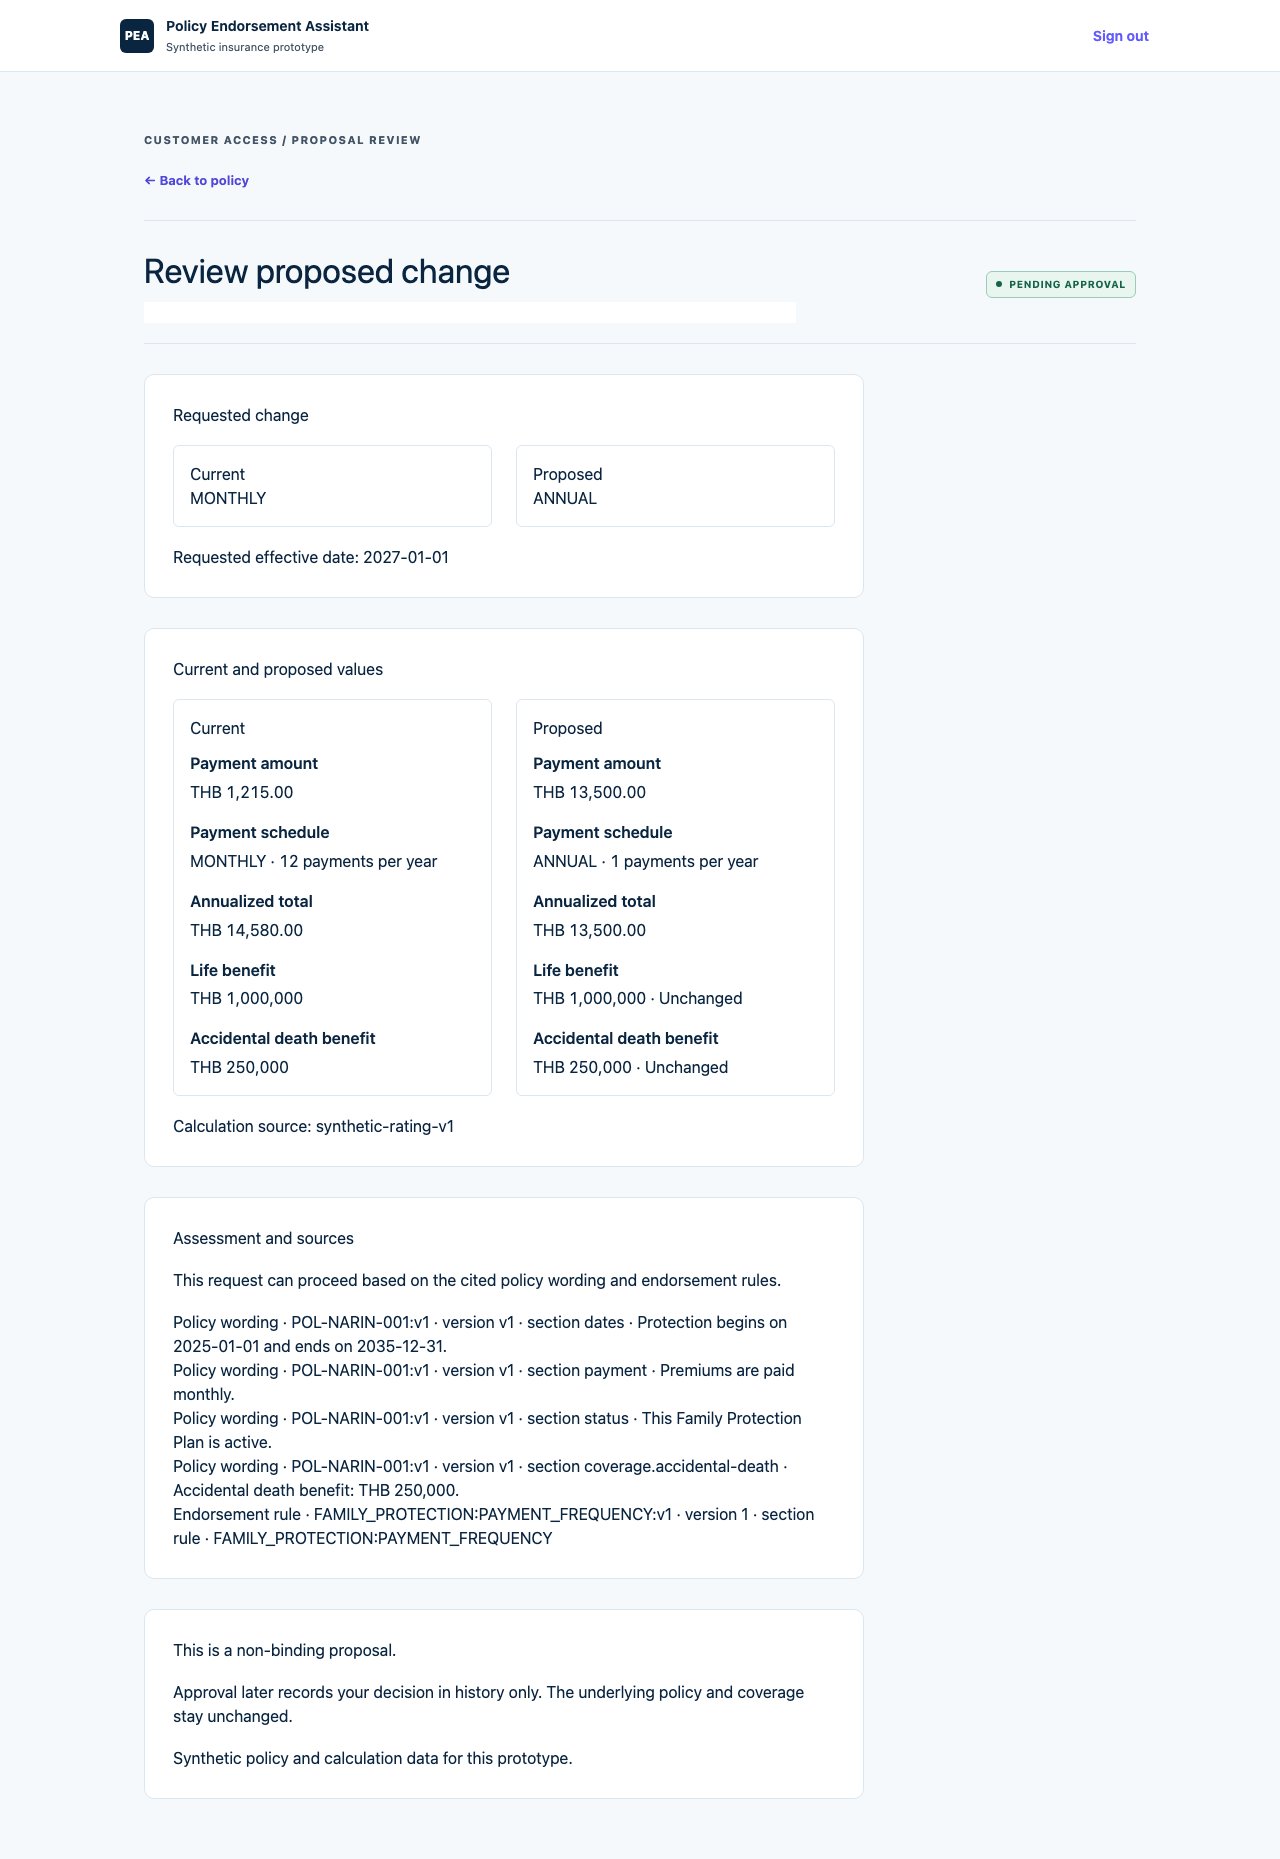 PEA
Policy Endorsement Assistant
Synthetic insurance prototype
Sign out
CUSTOMER ACCESS / PROPOSAL REVIEW
← Back to policy
Review proposed change
PENDING APPROVAL
Requested change
Current
MONTHLY
Proposed
ANNUAL
Requested effective date: 2027-01-01
Current and proposed values
Current
Payment amount
THB 1,215.00
Payment schedule
MONTHLY · 12 payments per year
Annualized total
THB 14,580.00
Life benefit
THB 1,000,000
Accidental death benefit
THB 250,000
Proposed
Payment amount
THB 13,500.00
Payment schedule
ANNUAL · 1 payments per year
Annualized total
THB 13,500.00
Life benefit
THB 1,000,000 · Unchanged
Accidental death benefit
THB 250,000 · Unchanged
Calculation source: synthetic-rating-v1
Assessment and sources
This request can proceed based on the cited policy wording and endorsement rules.
Policy wording · POL-NARIN-001:v1 · version v1 · section dates · Protection begins on
2025-01-01 and ends on 2035-12-31.
Policy wording · POL-NARIN-001:v1 · version v1 · section payment · Premiums are paid
monthly.
Policy wording · POL-NARIN-001:v1 · version v1 · section status · This Family Protection
Plan is active.
Policy wording · POL-NARIN-001:v1 · version v1 · section coverage.accidental-death ·
Accidental death benefit: THB 250,000.
Endorsement rule · FAMILY_PROTECTION:PAYMENT_FREQUENCY:v1 · version 1 · section
rule · FAMILY_PROTECTION:PAYMENT_FREQUENCY
This is a non-binding proposal.
Approval later records your decision in history only. The underlying policy and coverage
stay unchanged.
Synthetic policy and calculation data for this prototype.